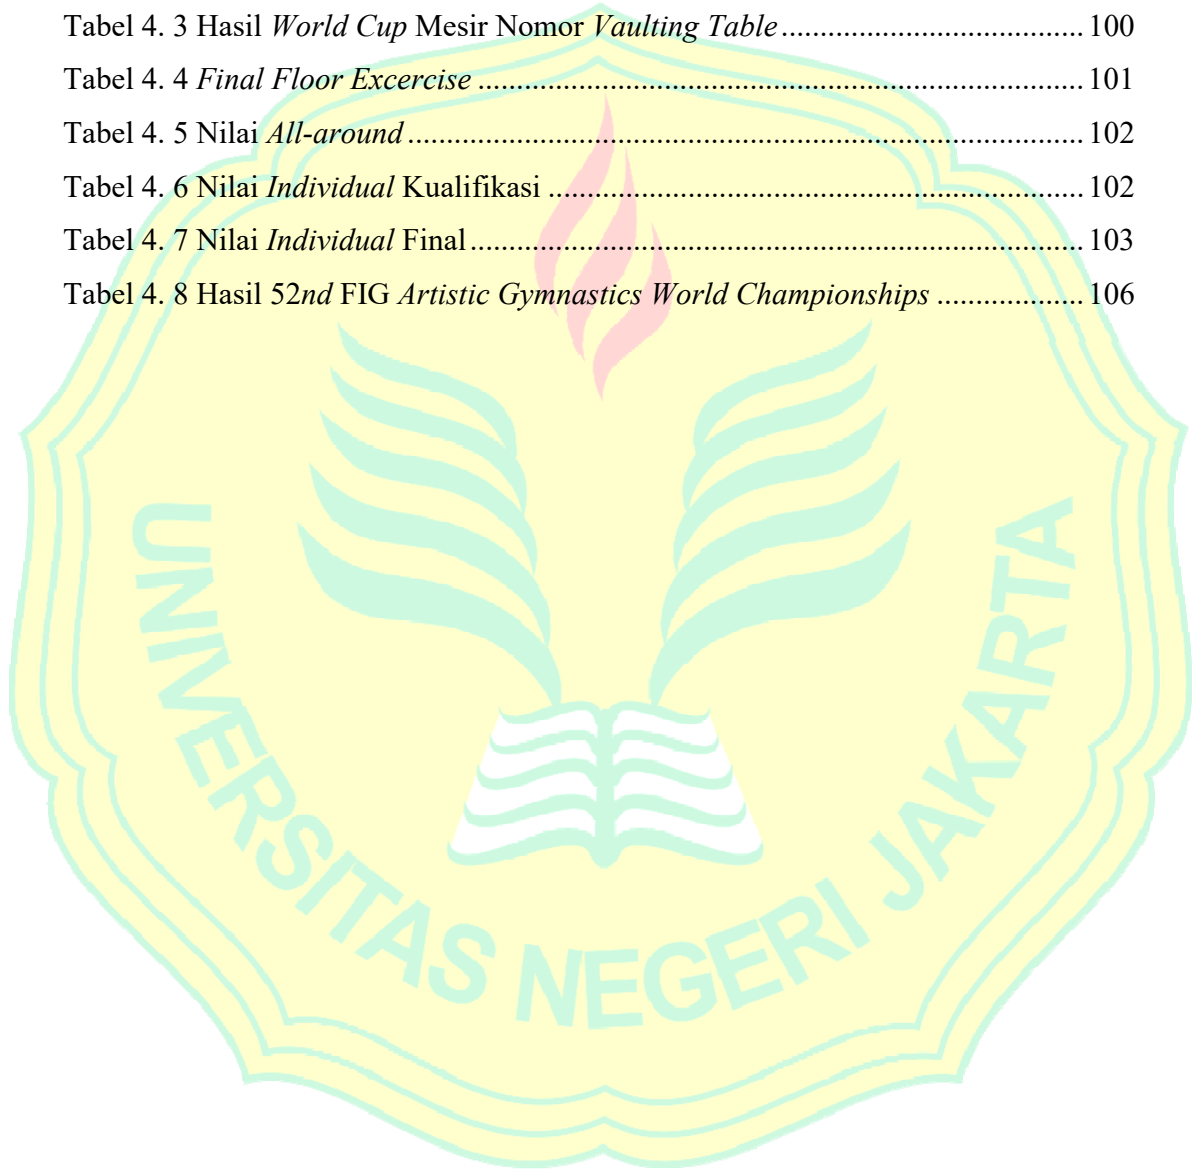 Tabel 4. 3 Hasil World Cup Mesir Nomor Vaulting Table ...................................... 100
Tabel 4. 4 Final Floor Excercise ............................................................................ 101
Tabel 4. 5 Nilai All-around ..................................................................................... 102
Tabel 4. 6 Nilai Individual Kualifikasi ................................................................... 102
Tabel 4. 7 Nilai Individual Final ............................................................................. 103
Tabel 4. 8 Hasil 52nd FIG Artistic Gymnastics World Championships .................. 106
UNIVERSITAS NEGERI JAKARTA